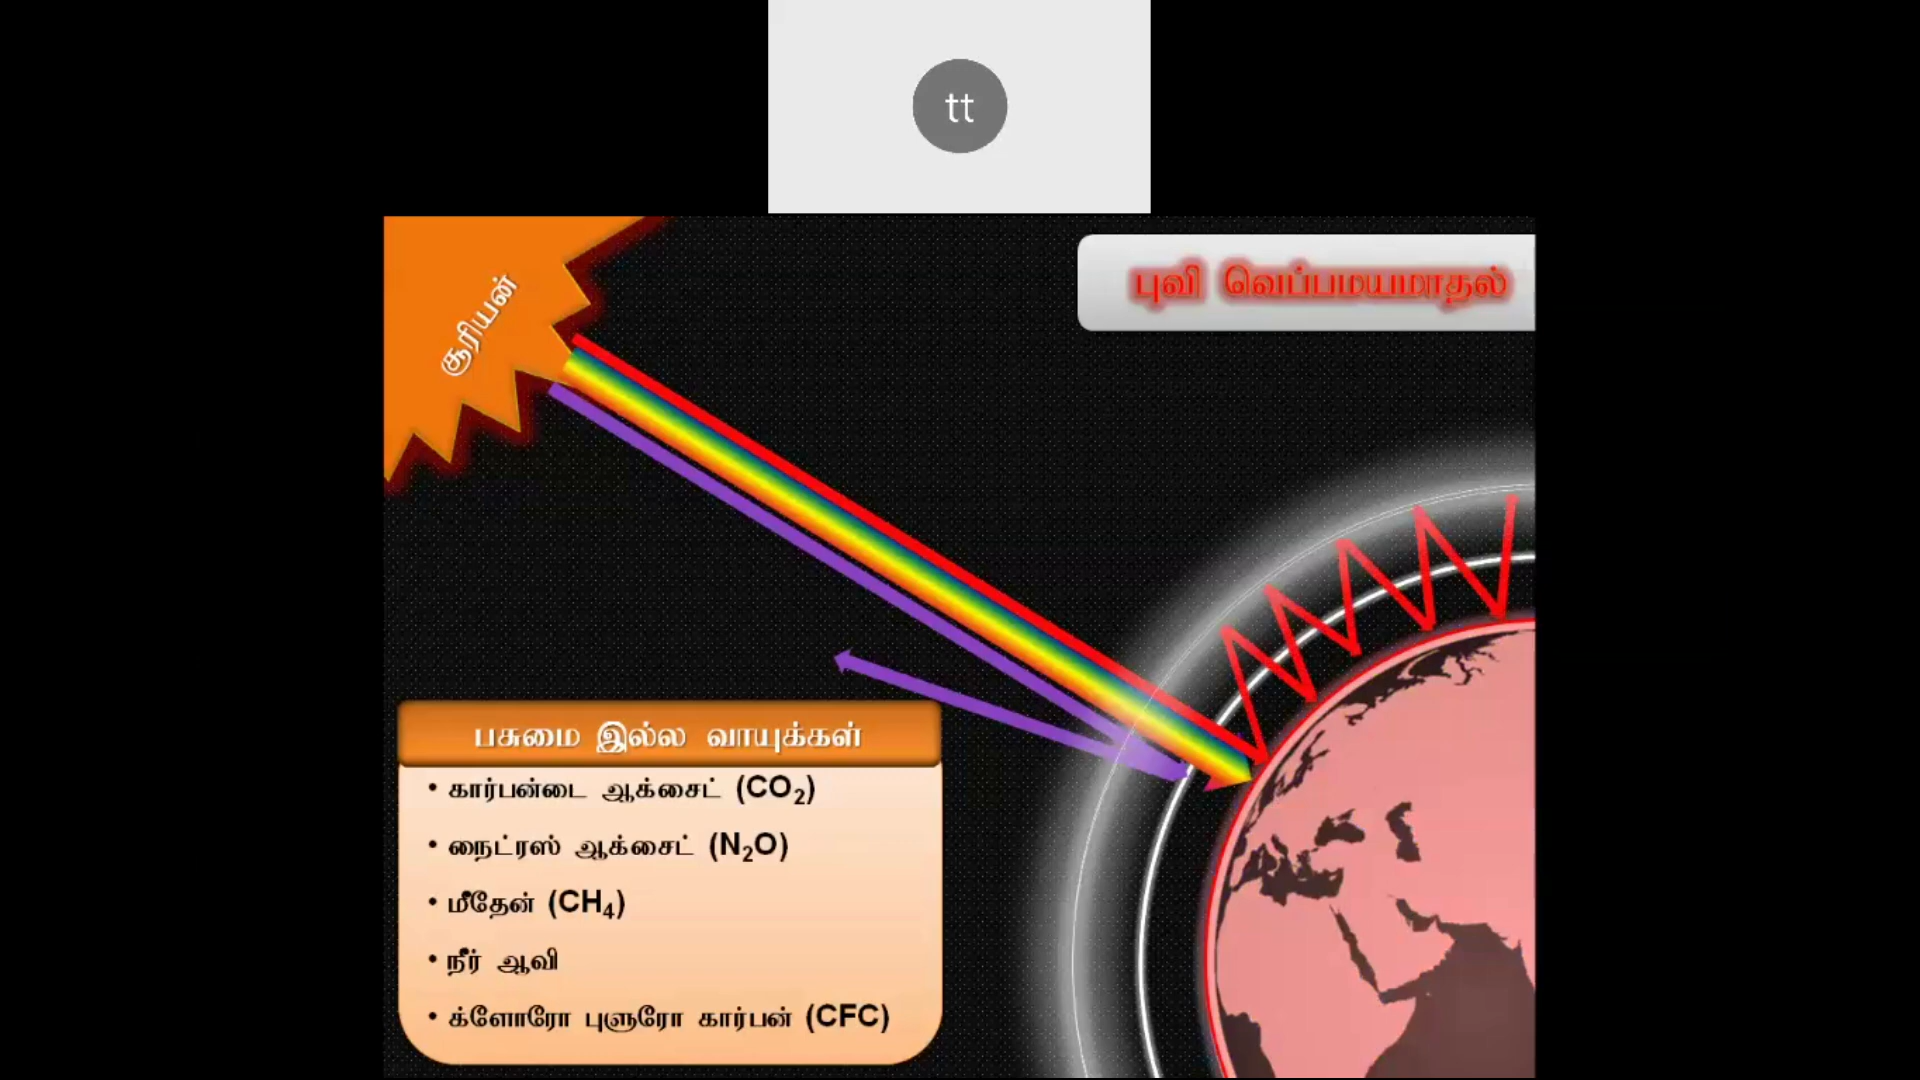 tt
சூரியன்
புவி வெப்பமயமாதல்
பசுமை இல்ல வாயுக்கள்
• கார்பன்டை ஆக்சைட் (CO₂)
• நைட்ரஸ் ஆக்சைட் (N₂O)
• மீதேன் (CH₄)
• நீர் ஆவி
• க்ளோரோ புளுரோ கார்பன் (CFC)